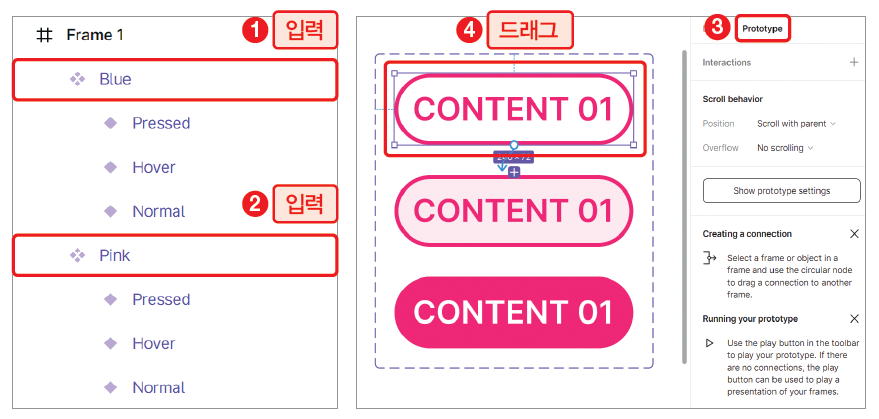 Frame 1
1 입력
Blue
Pressed
Hover
Normal
2 입력
Pink
Pressed
Hover
Normal
4 드래그
CONTENT 01
CONTENT 01
CONTENT 01
3 Prototype
Interactions
Scroll behavior
Position Scroll with parent
Overflow No scrolling
Show prototype settings
Creating a connection
Select a frame or object in a
frame and use the circular node
to drag a connection to another
frame.
Running your prototype
Use the play button in the toolbar
to play your prototype. If there
are no connections, the play
button can be used to play a
presentation of your frames.